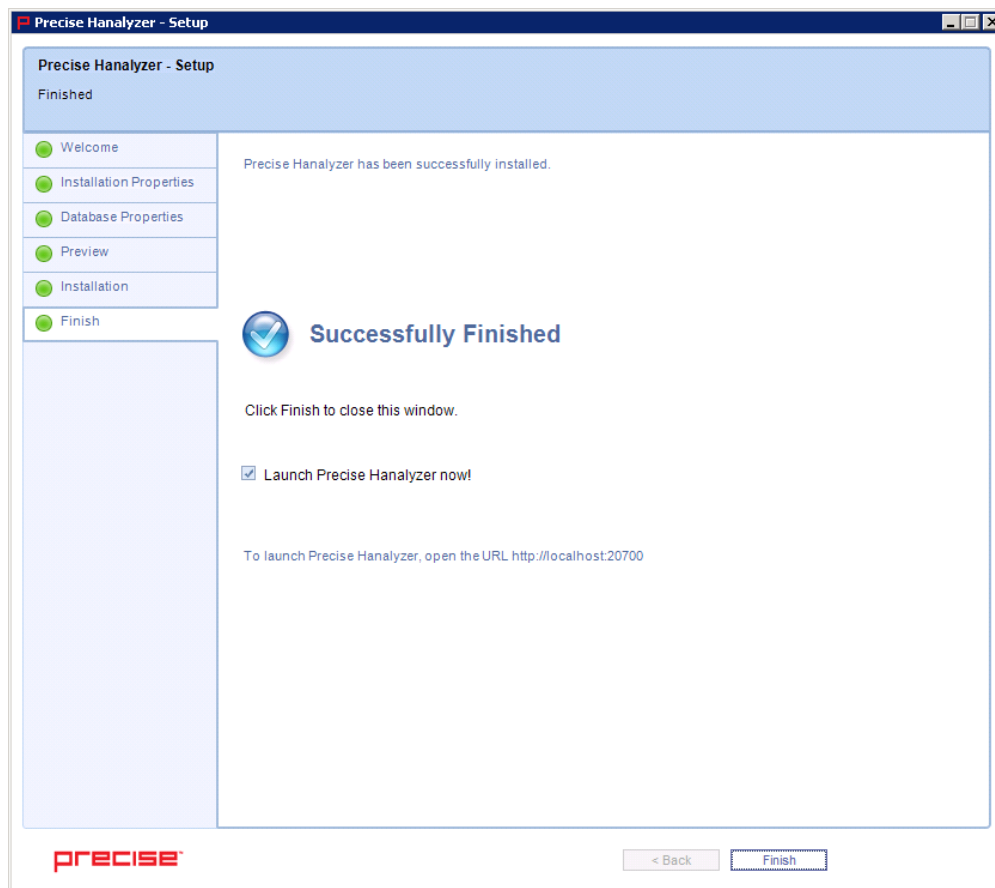 Precise Hanalyzer - Setup
Precise Hanalyzer - Setup
Finished
Welcome
Installation Properties
Database Properties
Preview
Installation
Finish
Precise Hanalyzer has been successfully installed.
Successfully Finished
Click Finish to close this window.
Launch Precise Hanalyzer now!
To launch Precise Hanalyzer, open the URL http://localhost:20700
precise
< Back
Finish